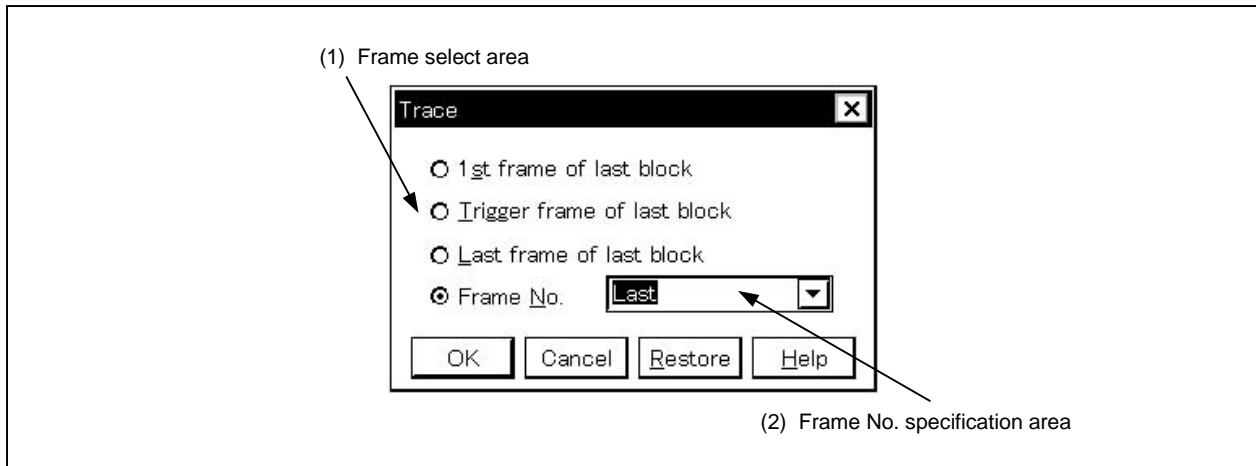 (1) Frame select area
Trace
1st frame of last block
Trigger frame of last block
Last frame of last block
Frame No. Last
OK Cancel Restore Help
(2) Frame No. specification area